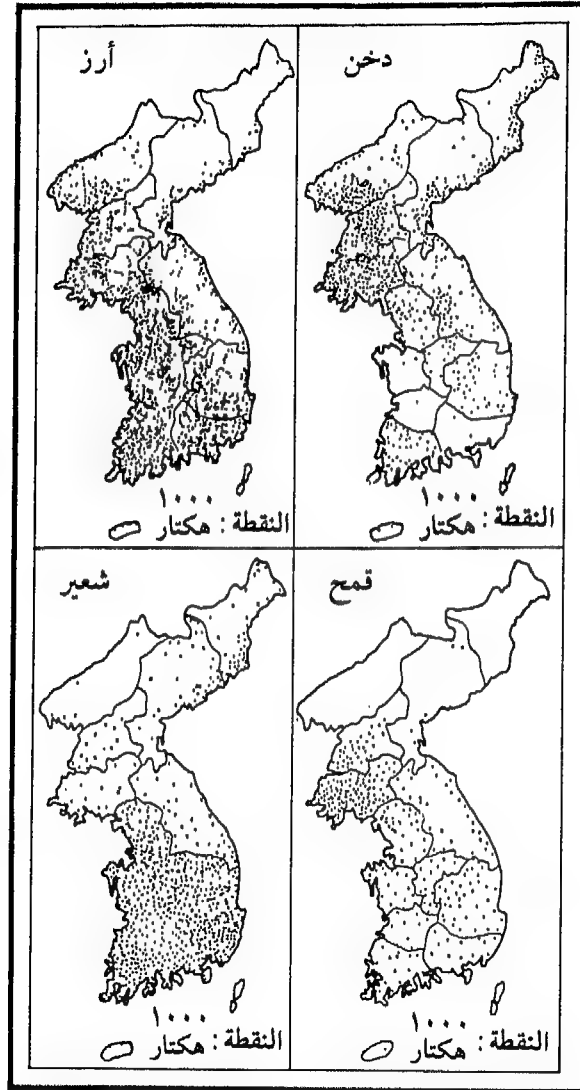 أرز
١٠٠٠
النقطة : هكتار
دخن
١٠٠٠
النقطة : هكتار
شعير
١٠٠٠
النقطة : هكتار
قمح
١٠٠٠
النقطة : هكتار